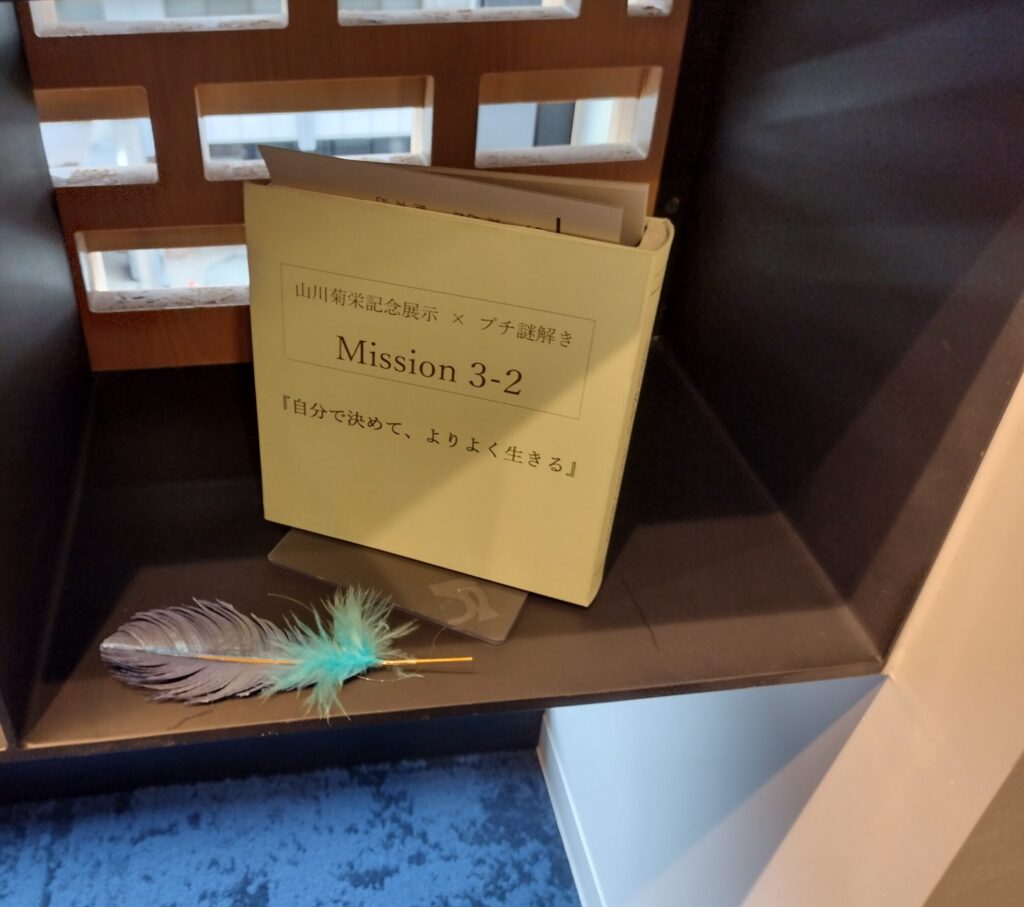 山川菊栄記念展示 × プチ謎解き
Mission 3-2
『自分で決めて、よりよく生きる』